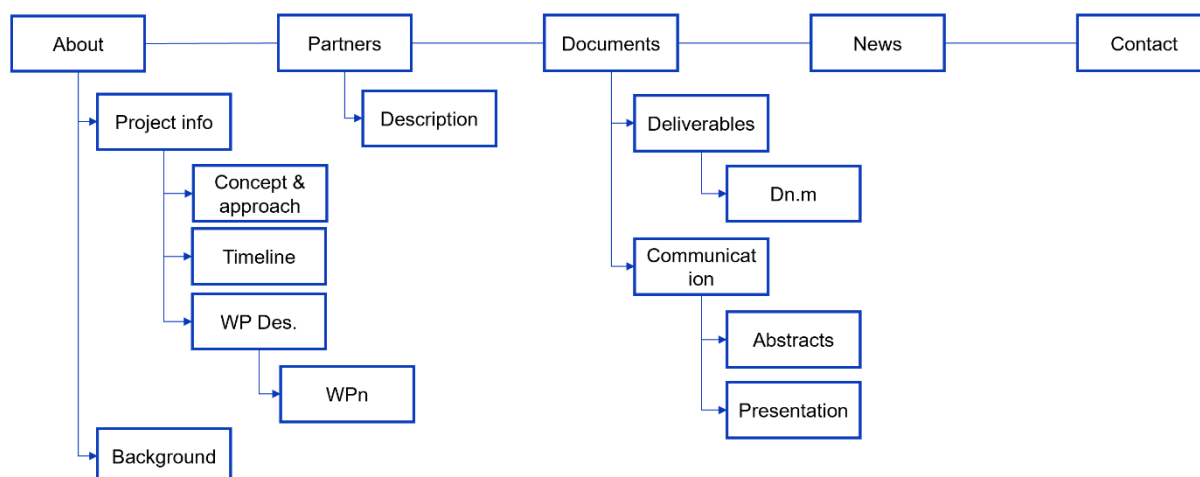 About
Partners
Documents
News
Contact
Project info
Description
Deliverables
Concept &
approach
Dn.m
Timeline
Communicat
ion
WP Des.
Abstracts
WPn
Presentation
Background